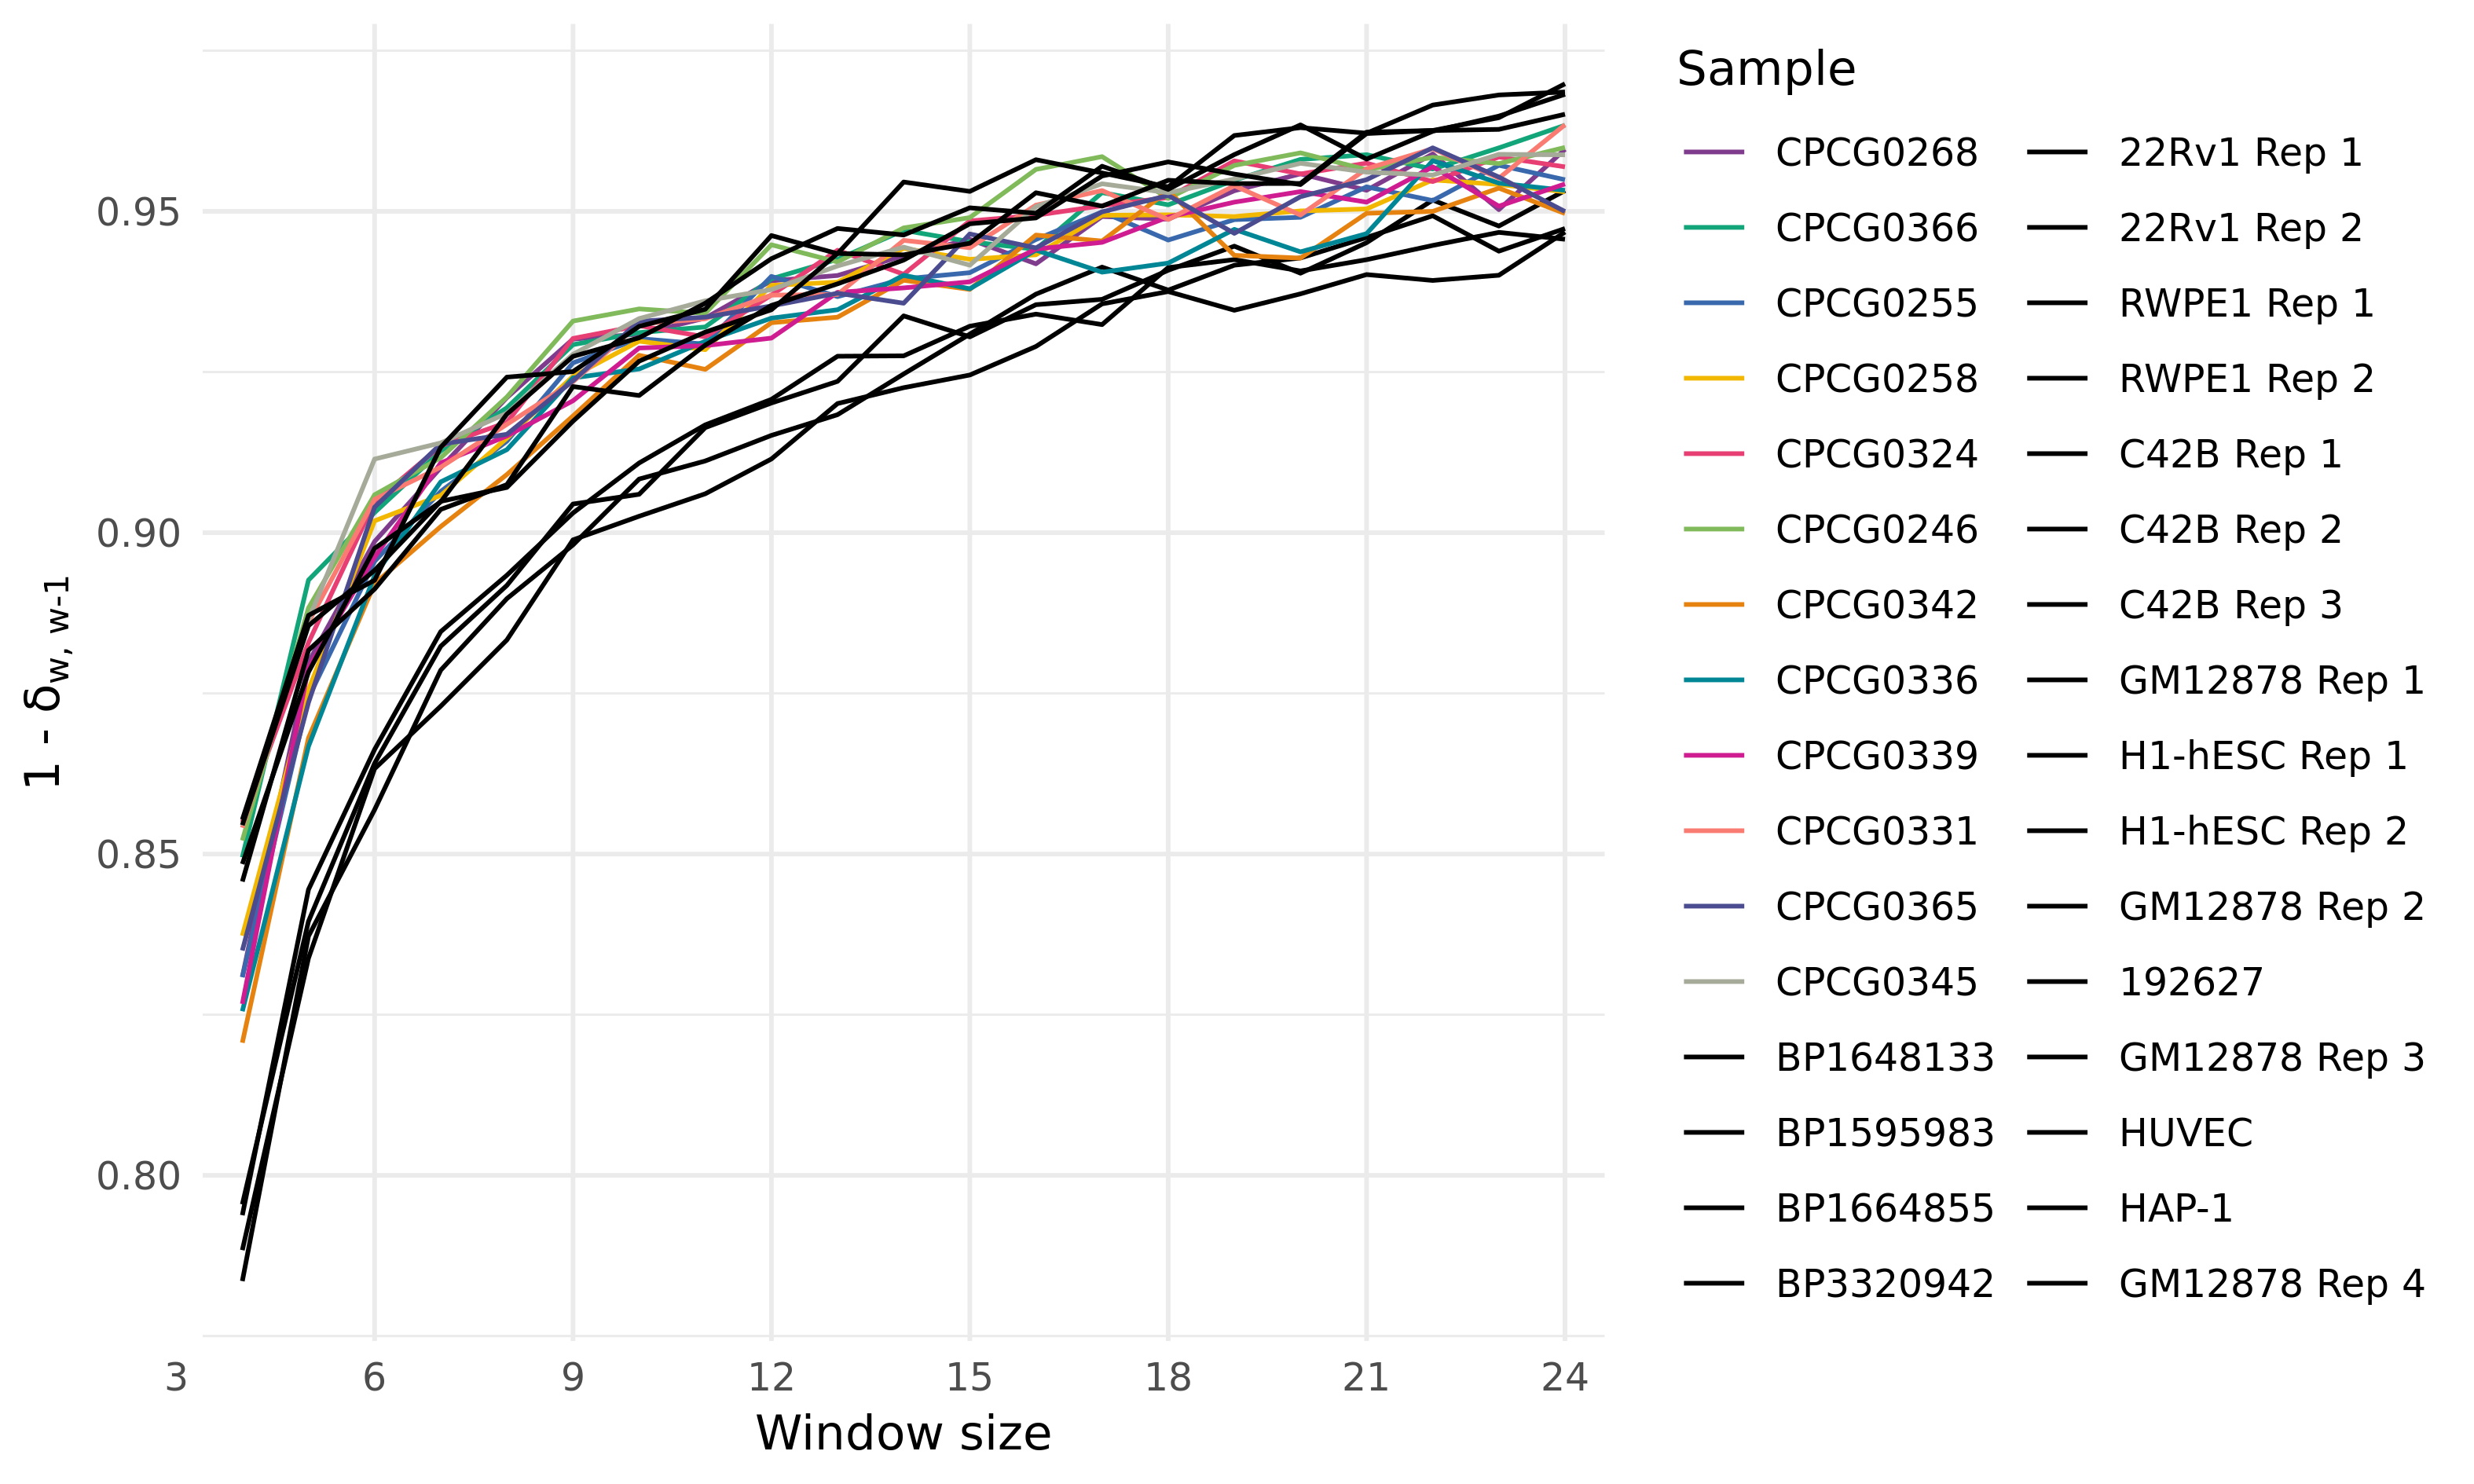 Sample
CPCG0268
CPCG0366
CPCG0255
CPCG0258
CPCG0324
CPCG0246
CPCG0342
CPCG0336
CPCG0339
CPCG0331
CPCG0365
CPCG0345
BP1648133
BP1595983
BP1664855
BP3320942
22Rv1 Rep 1
22Rv1 Rep 2
RWPE1 Rep 1
RWPE1 Rep 2
C42B Rep 1
C42B Rep 2
C42B Rep 3
GM12878 Rep 1
H1-hESC Rep 1
H1-hESC Rep 2
GM12878 Rep 2
192627
GM12878 Rep 3
HUVEC
HAP-1
GM12878 Rep 4
1 - δw, w-1
0.95
0.90
0.85
0.80
3 6 9 12 15 18 21 24
Window size